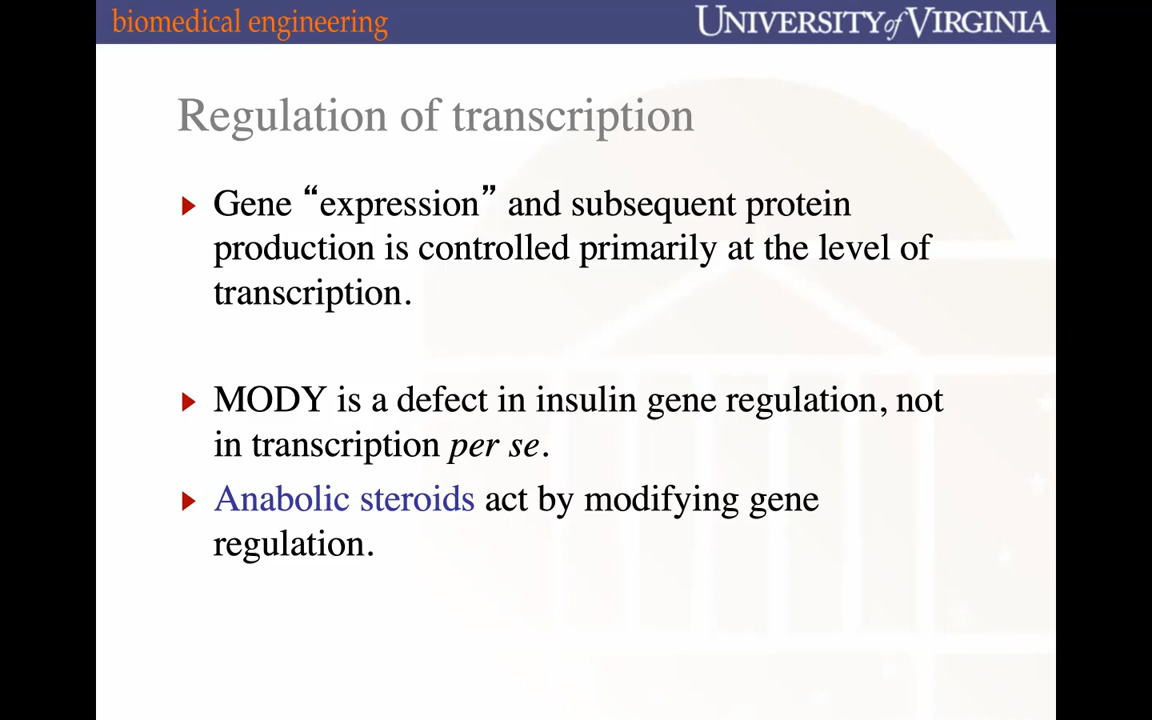 biomedical engineering
UNIVERSITY of VIRGINIA
Regulation of transcription
Gene “expression” and subsequent protein
production is controlled primarily at the level of
transcription.
MODY is a defect in insulin gene regulation, not
in transcription per se.
Anabolic steroids act by modifying gene
regulation.